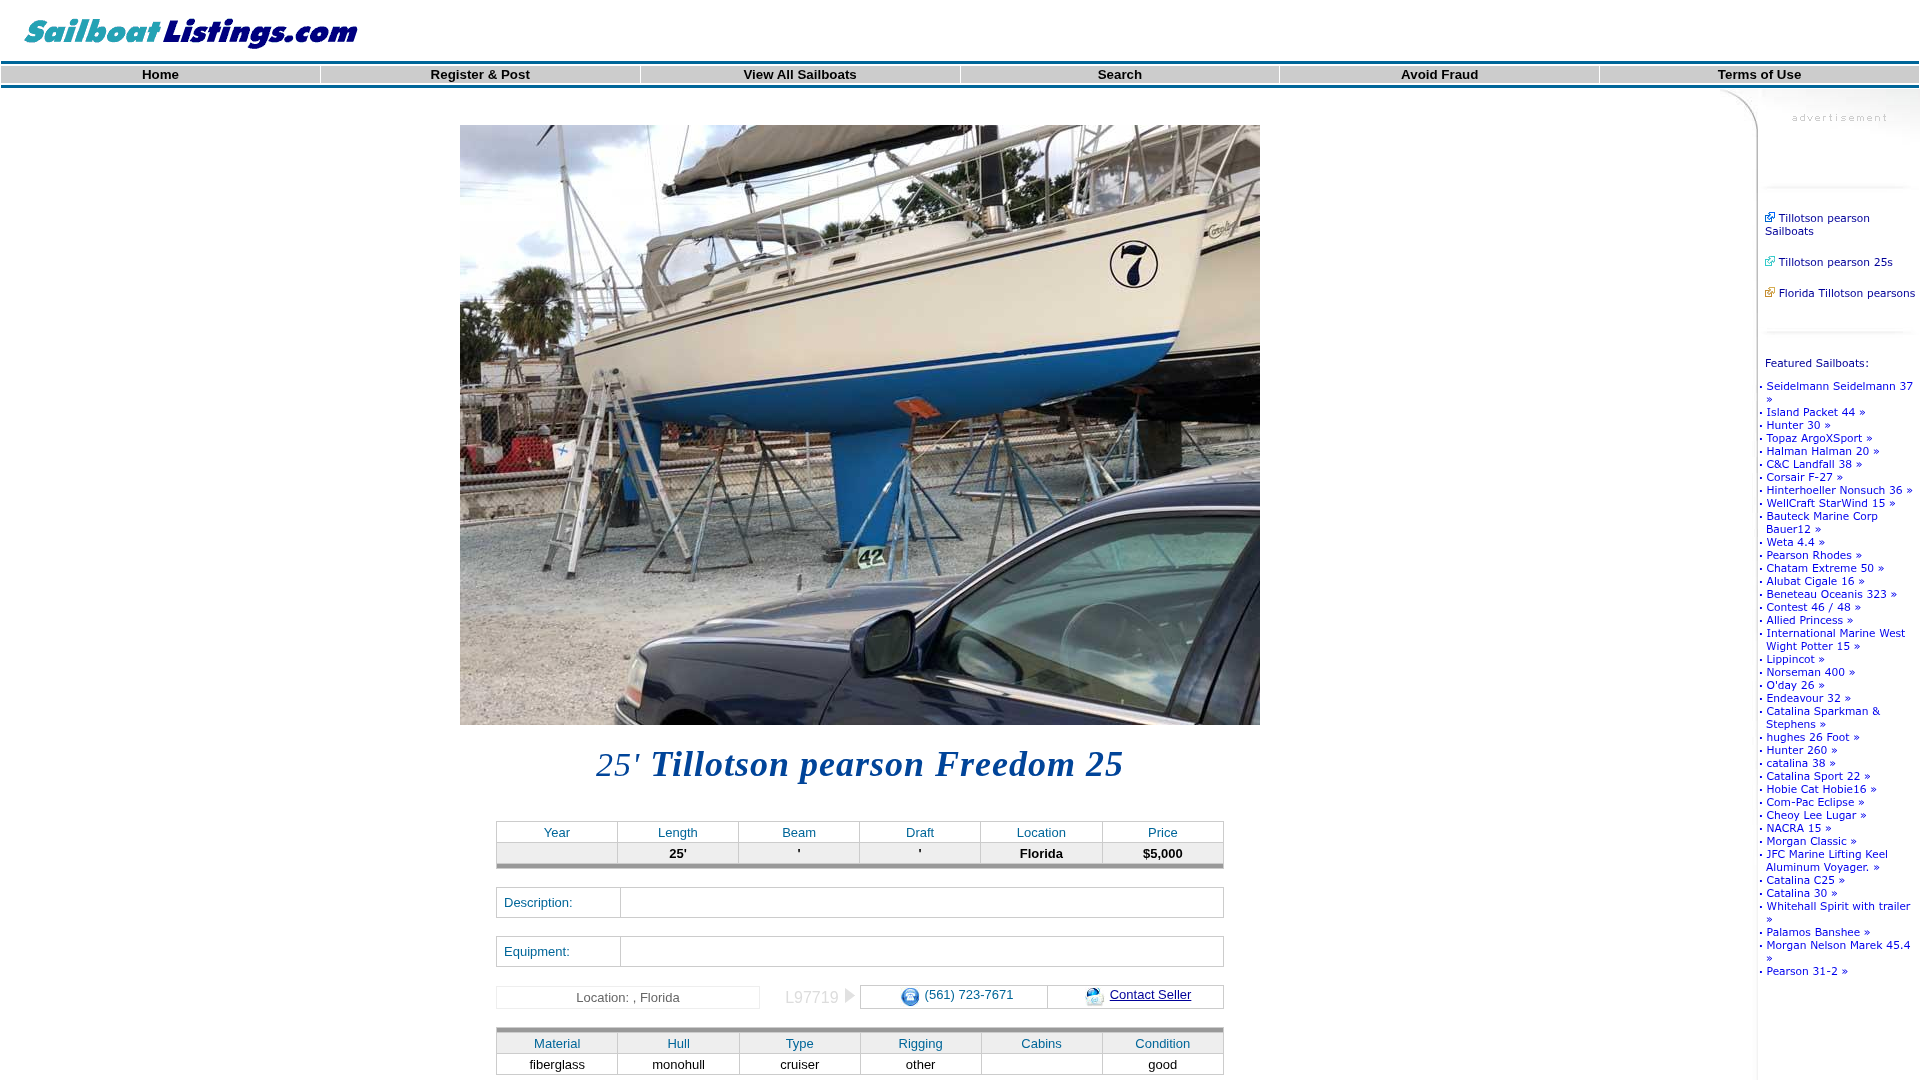 SailboatListings.com
Home
Register & Post
View All Sailboats
Search
Avoid Fraud
Terms of Use
advertisement
7
42
Tillotson pearson
Sailboats
Tillotson pearson 25s
Florida Tillotson pearsons
Featured Sailboats:
· Seidelmann Seidelmann 37
»
· Island Packet 44 »
· Hunter 30 »
· Topaz ArgoXSport »
· Halman Halman 20 »
· C&C Landfall 38 »
· Corsair F-27 »
· Hinterhoeller Nonsuch 36 »
· WellCraft StarWind 15 »
· Bauteck Marine Corp
Bauer12 »
· Weta 4.4 »
· Pearson Rhodes »
· Chatam Extreme 50 »
· Alubat Cigale 16 »
· Beneteau Oceanis 323 »
· Contest 46 / 48 »
· Allied Princess »
· International Marine West
Wight Potter 15 »
· Lippincot »
· Norseman 400 »
· O'day 26 »
· Endeavour 32 »
· Catalina Sparkman &
Stephens »
· hughes 26 Foot »
· Hunter 260 »
· catalina 38 »
· Catalina Sport 22 »
· Hobie Cat Hobie16 »
· Com-Pac Eclipse »
· Cheoy Lee Lugar »
· NACRA 15 »
· Morgan Classic »
· JFC Marine Lifting Keel
Aluminum Voyager. »
· Catalina C25 »
· Catalina 30 »
· Whitehall Spirit with trailer
»
· Palamos Banshee »
· Morgan Nelson Marek 45.4
»
· Pearson 31-2 »
25' Tillotson pearson Freedom 25
Year Length Beam Draft Location Price
25' ' ' Florida $5,000
Description:
Equipment:
Location: , Florida
L97719
(561) 723-7671
Contact Seller
Material Hull Type Rigging Cabins Condition
fiberglass monohull cruiser other good